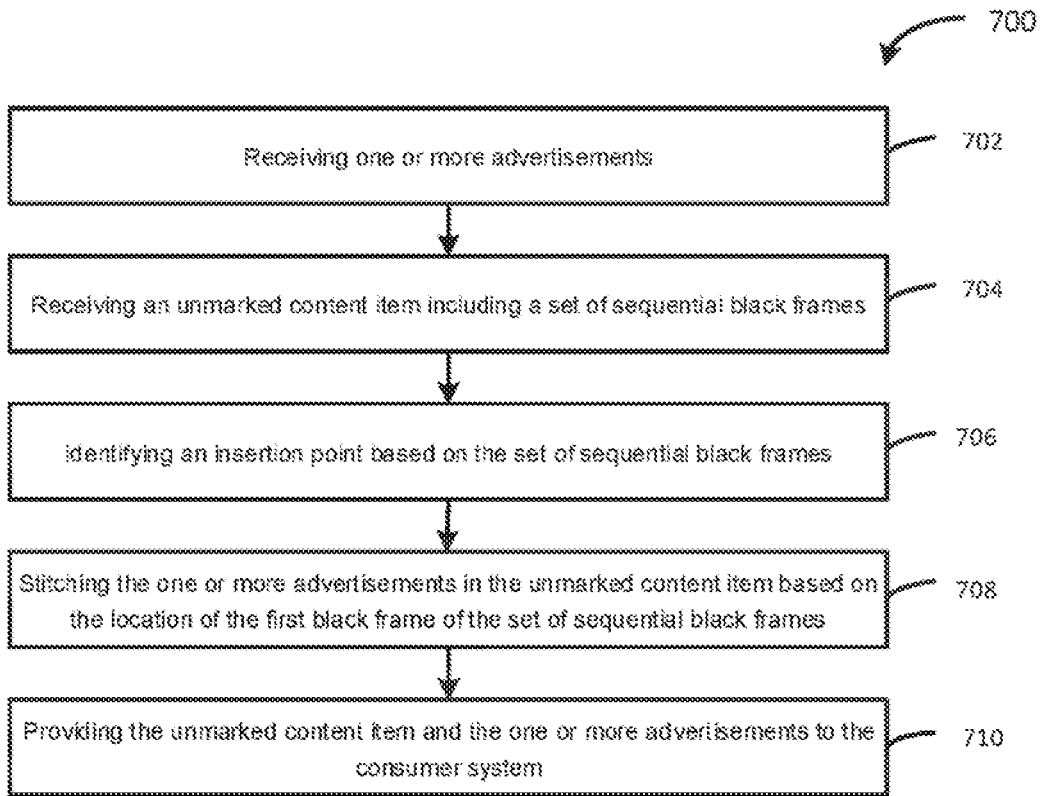 700
Receiving one or more advertisements
702
Receiving an unmarked content item including a set of sequential black frames
704
Identifying an insertion point based on the set of sequential black frames
706
Stitching the one or more advertisements in the unmarked content item based on
the location of the first black frame of the set of sequential black frames
708
Providing the unmarked content item and the one or more advertisements to the
consumer system
710